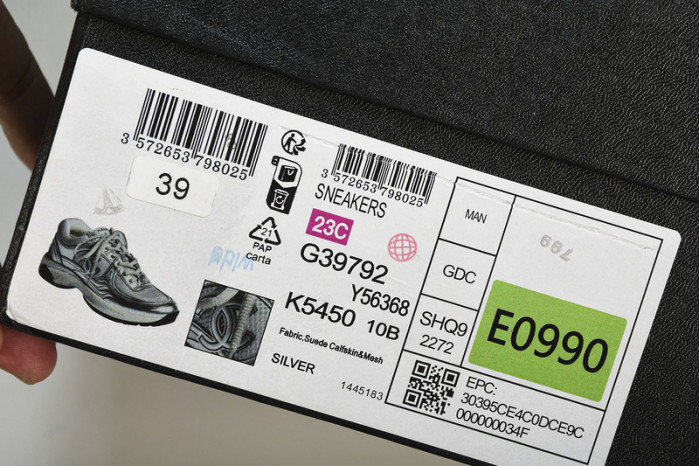 3 572653 798025
39
21
PAP
carta
3 572653 798025
SNEAKERS
23C
G39792
Y56368
K5450 10B
Fabric.Suede Calfskin&Mesh
SILVER
1445183
MAN
GDC
SHQ9
2272
799
E0990
EPC:
30395CE4C0DCE9C
000000034F